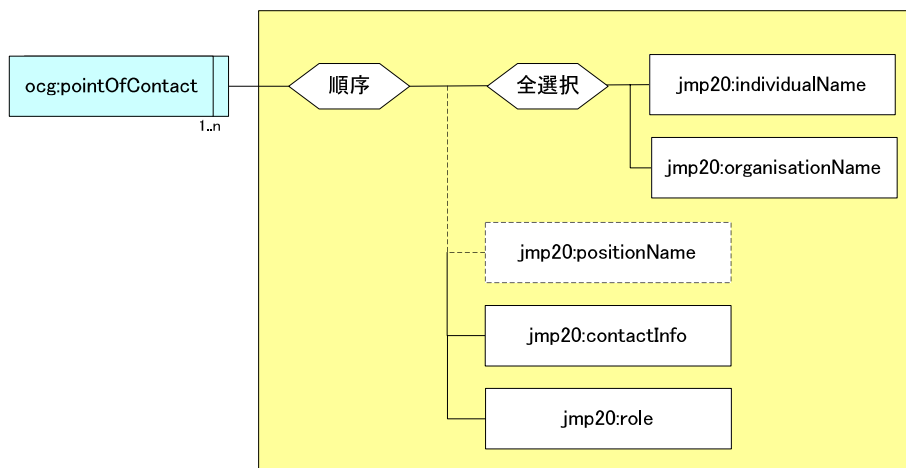 ocg:pointOfContact
1..n
順序
全選択
jmp20:individualName
jmp20:organisationName
jmp20:positionName
jmp20:contactInfo
jmp20:role